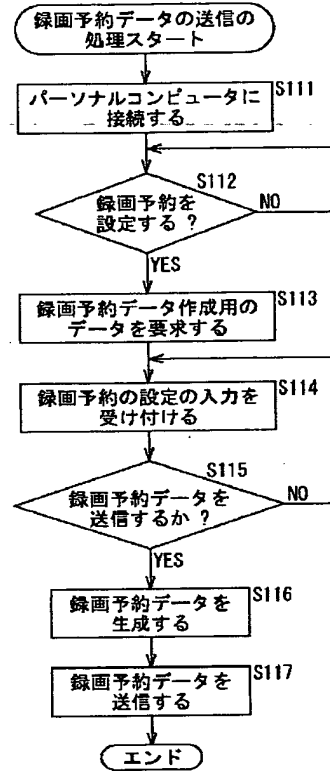 録画予約データの送信の
処理スタート
S111
パーソナルコンピュータに
接続する
S112
録画予約を
設定する?
NO
YES
S113
録画予約データ作成用の
データを要求する
S114
録画予約の設定の入力を
受け付ける
S115
録画予約データを
送信するか?
NO
YES
S116
録画予約データを
生成する
S117
録画予約データを
送信する
エンド